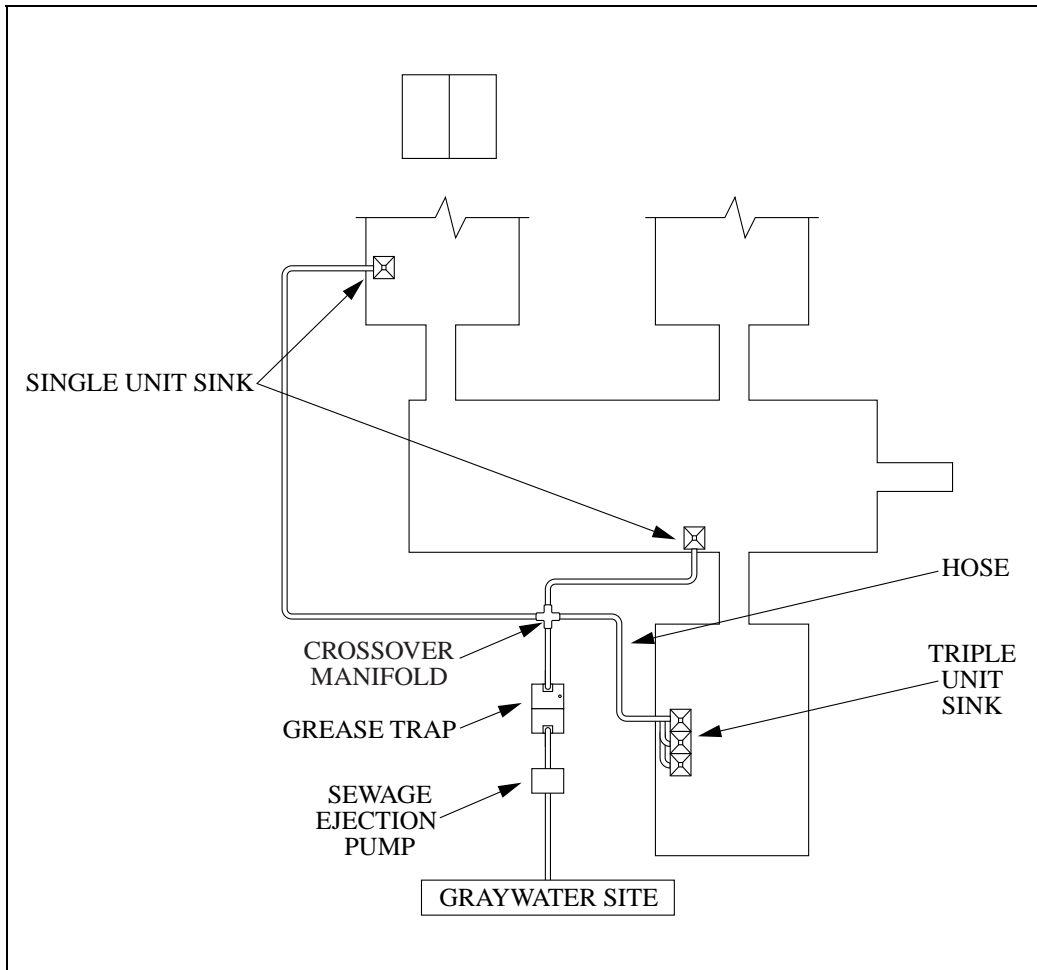 SINGLE UNIT SINK
HOSE
CROSSOVER
MANIFOLD
TRIPLE
UNIT
SINK
GREASE TRAP
SEWAGE
EJECTION
PUMP
GRAYWATER SITE